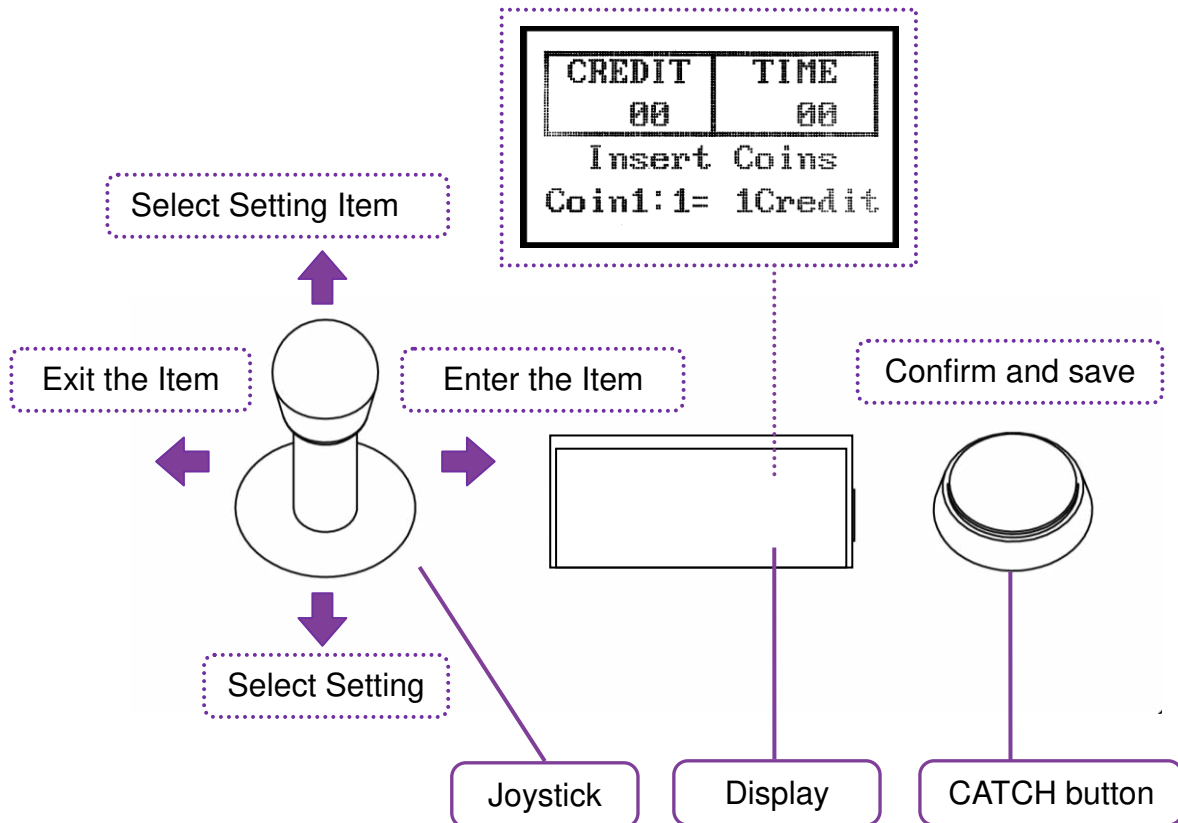 CREDIT TIME
00 00
Insert Coins
Coin1:1= 1Credit
Select Setting Item
Exit the Item
Enter the Item
Confirm and save
Select Setting
Joystick
Display
CATCH button